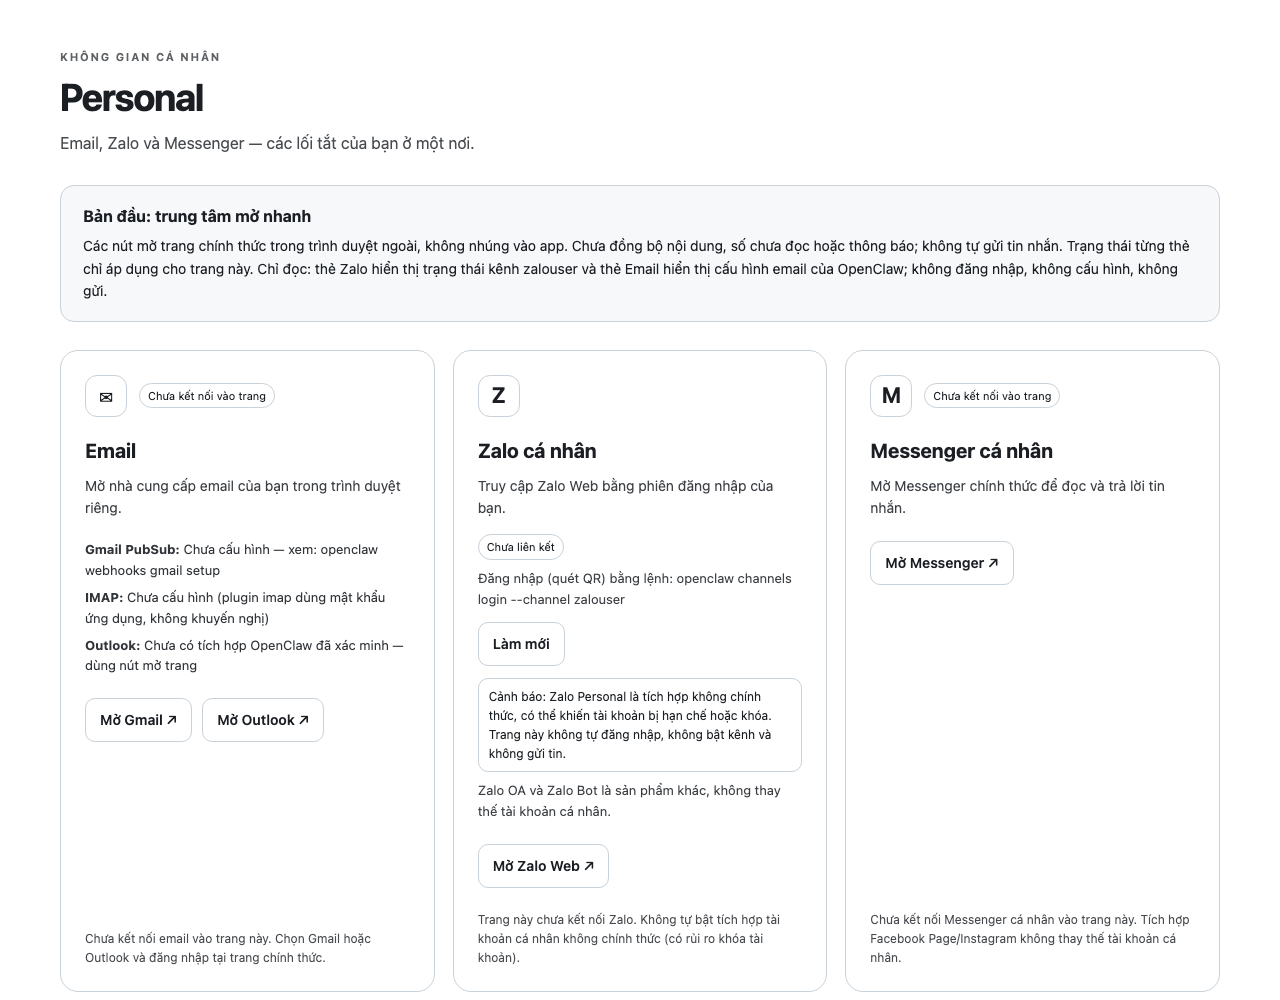 KHÔNG GIAN CÁ NHÂN
Personal
Email, Zalo và Messenger — các lối tắt của bạn ở một nơi.
Bản đầu: trung tâm mở nhanh
Các nút mở trang chính thức trong trình duyệt ngoài, không nhúng vào app. Chưa đồng bộ nội dung, số chưa đọc hoặc thông báo; không tự gửi tin nhắn. Trạng thái từng thẻ
chỉ áp dụng cho trang này. Chỉ đọc: thẻ Zalo hiển thị trạng thái kênh zalouser và thẻ Email hiển thị cấu hình email của OpenClaw; không đăng nhập, không cấu hình, không
gửi.
✉ Chưa kết nối vào trang
Email
Mở nhà cung cấp email của bạn trong trình duyệt
riêng.
Gmail PubSub: Chưa cấu hình — xem: openclaw
webhooks gmail setup
IMAP: Chưa cấu hình (plugin imap dùng mật khẩu
ứng dụng, không khuyến nghị)
Outlook: Chưa có tích hợp OpenClaw đã xác minh —
dùng nút mở trang
Mở Gmail ↗ Mở Outlook ↗
Chưa kết nối email vào trang này. Chọn Gmail hoặc
Outlook và đăng nhập tại trang chính thức.
Z
Zalo cá nhân
Truy cập Zalo Web bằng phiên đăng nhập của
bạn.
Chưa liên kết
Đăng nhập (quét QR) bằng lệnh: openclaw channels
login --channel zalouser
Làm mới
Cảnh báo: Zalo Personal là tích hợp không chính
thức, có thể khiến tài khoản bị hạn chế hoặc khóa.
Trang này không tự đăng nhập, không bật kênh và
không gửi tin.
Zalo OA và Zalo Bot là sản phẩm khác, không thay
thế tài khoản cá nhân.
Mở Zalo Web ↗
Trang này chưa kết nối Zalo. Không tự bật tích hợp tài
khoản cá nhân không chính thức (có rủi ro khóa tài
khoản).
M Chưa kết nối vào trang
Messenger cá nhân
Mở Messenger chính thức để đọc và trả lời tin
nhắn.
Mở Messenger ↗
Chưa kết nối Messenger cá nhân vào trang này. Tích hợp
Facebook Page/Instagram không thay thế tài khoản cá
nhân.